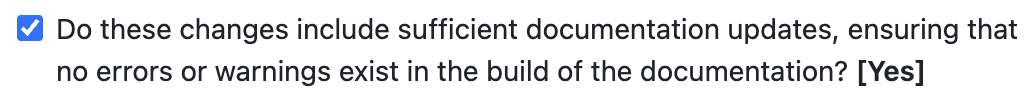 Do these changes include sufficient documentation updates, ensuring that
no errors or warnings exist in the build of the documentation? [Yes]